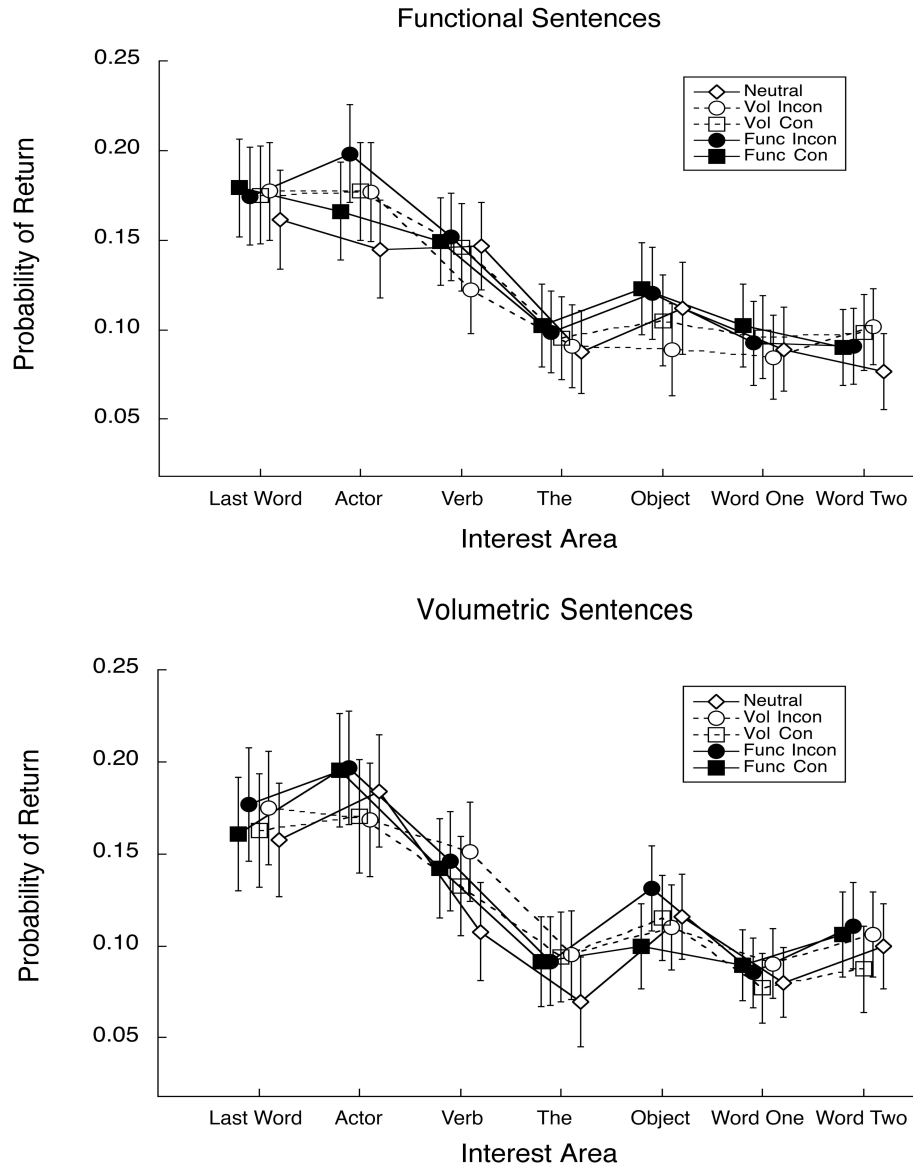 Functional Sentences
0.25
0.20
0.15
0.10
0.05
Probability of Return
Neutral
Vol Incon
Vol Con
Func Incon
Func Con
Last Word Actor Verb The Object Word One Word Two
Interest Area
Volumetric Sentences
0.25
0.20
0.15
0.10
0.05
Probability of Return
Neutral
Vol Incon
Vol Con
Func Incon
Func Con
Last Word Actor Verb The Object Word One Word Two
Interest Area